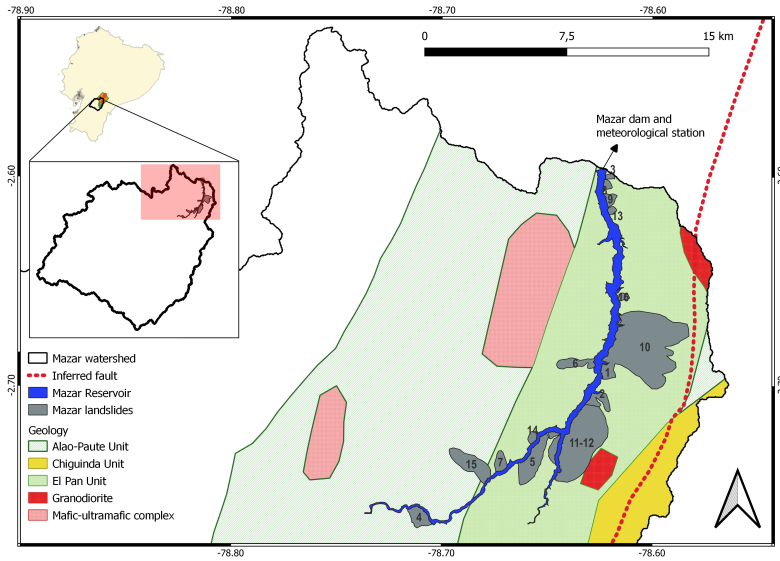 -78.90
-78.80
-78.70
-78.60
0
7,5
15 km
Mazar dam and
meteorological station
-2.60
3
9
13
16
10
6
1
2
-2.70
14
11-12
15
7
5
4
Mazar watershed
Inferred fault
Mazar Reservoir
Mazar landslides
Geology
Alao-Paute Unit
Chiguinda Unit
El Pan Unit
Granodiorite
Mafic-ultramafic complex
-78.80
-78.70
-78.60